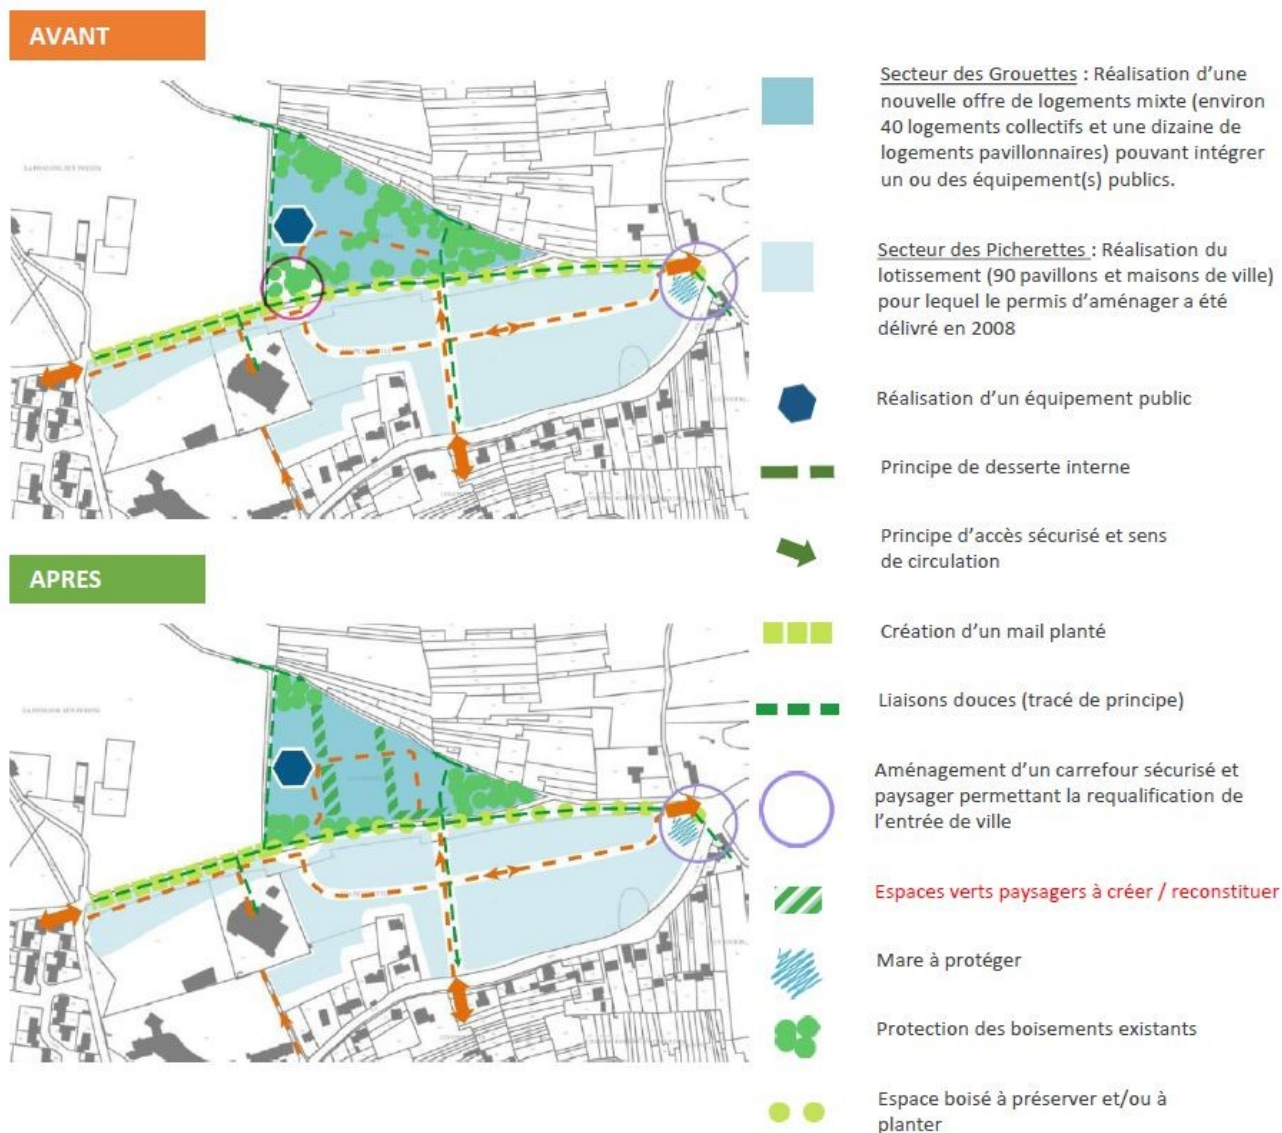 AVANT
Secteur des Grouettes : Réalisation d'une
nouvelle offre de logements mixte (environ
40 logements collectifs et une dizaine de
logements pavillonnaires) pouvant intégrer
un ou des équipement(s) publics.
Secteur des Picherettes : Réalisation du
lotissement (90 pavillons et maisons de ville)
pour lequel le permis d'aménager a été
délivré en 2008
Réalisation d'un équipement public
Principe de desserte interne
Principe d'accès sécurisé et sens
de circulation
APRES
Création d'un mail planté
Liaisons douces (tracé de principe)
Aménagement d'un carrefour sécurisé et
paysager permettant la requalification de
l'entrée de ville
Espaces verts paysagers à créer / reconstituer
Mare à protéger
Protection des boisements existants
Espace boisé à préserver et/ou à
planter